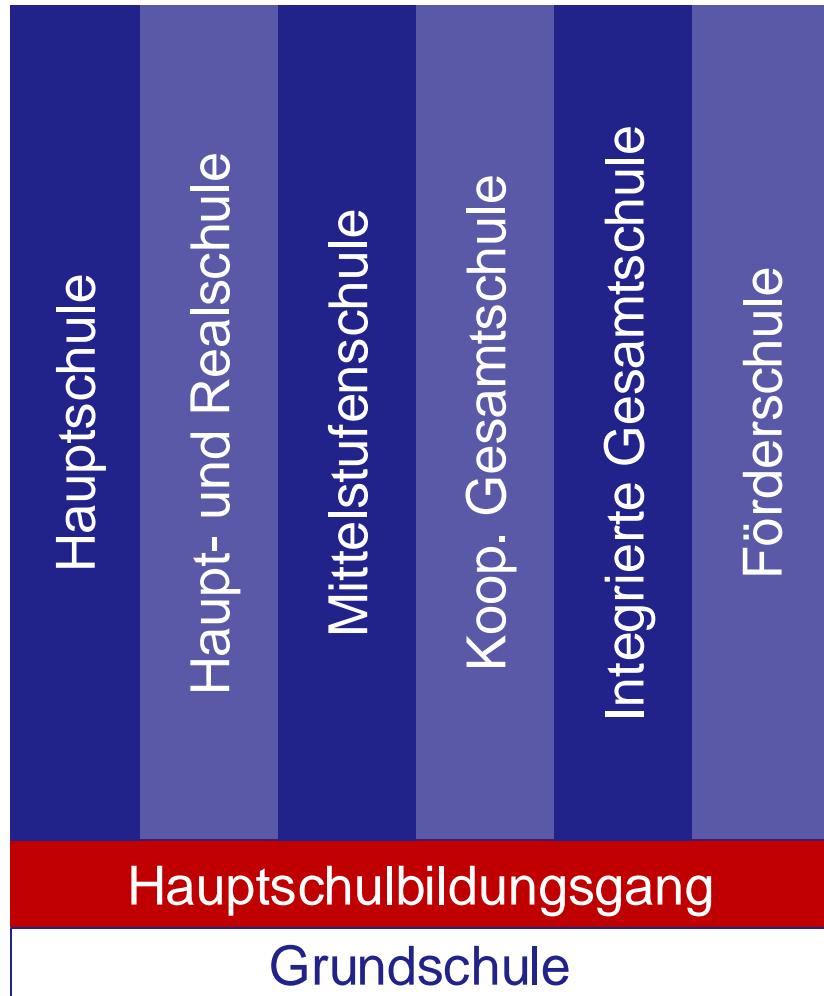 Hauptschule
Haupt- und Realschule
Mittelstufenschule
Koop. Gesamtschule
Integrierte Gesamtschule
Förderschule
Hauptschulbildungsgang
Grundschule